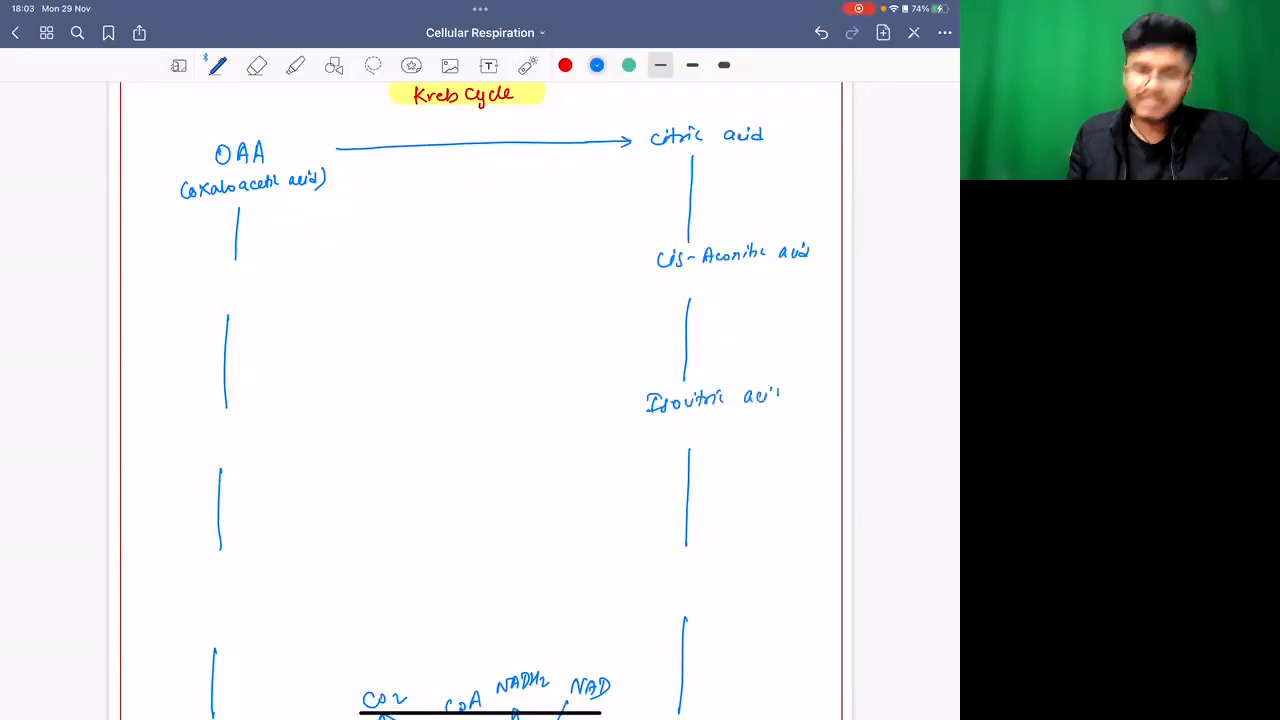 18:03 Mon 29 Nov
74%
Cellular Respiration
Kreb Cycle
OAA
(oxaloacetic acid)
Citric acid
Cis-Aconitic acid
Isocitric aci
CO2
CoA
NADH2
NAD